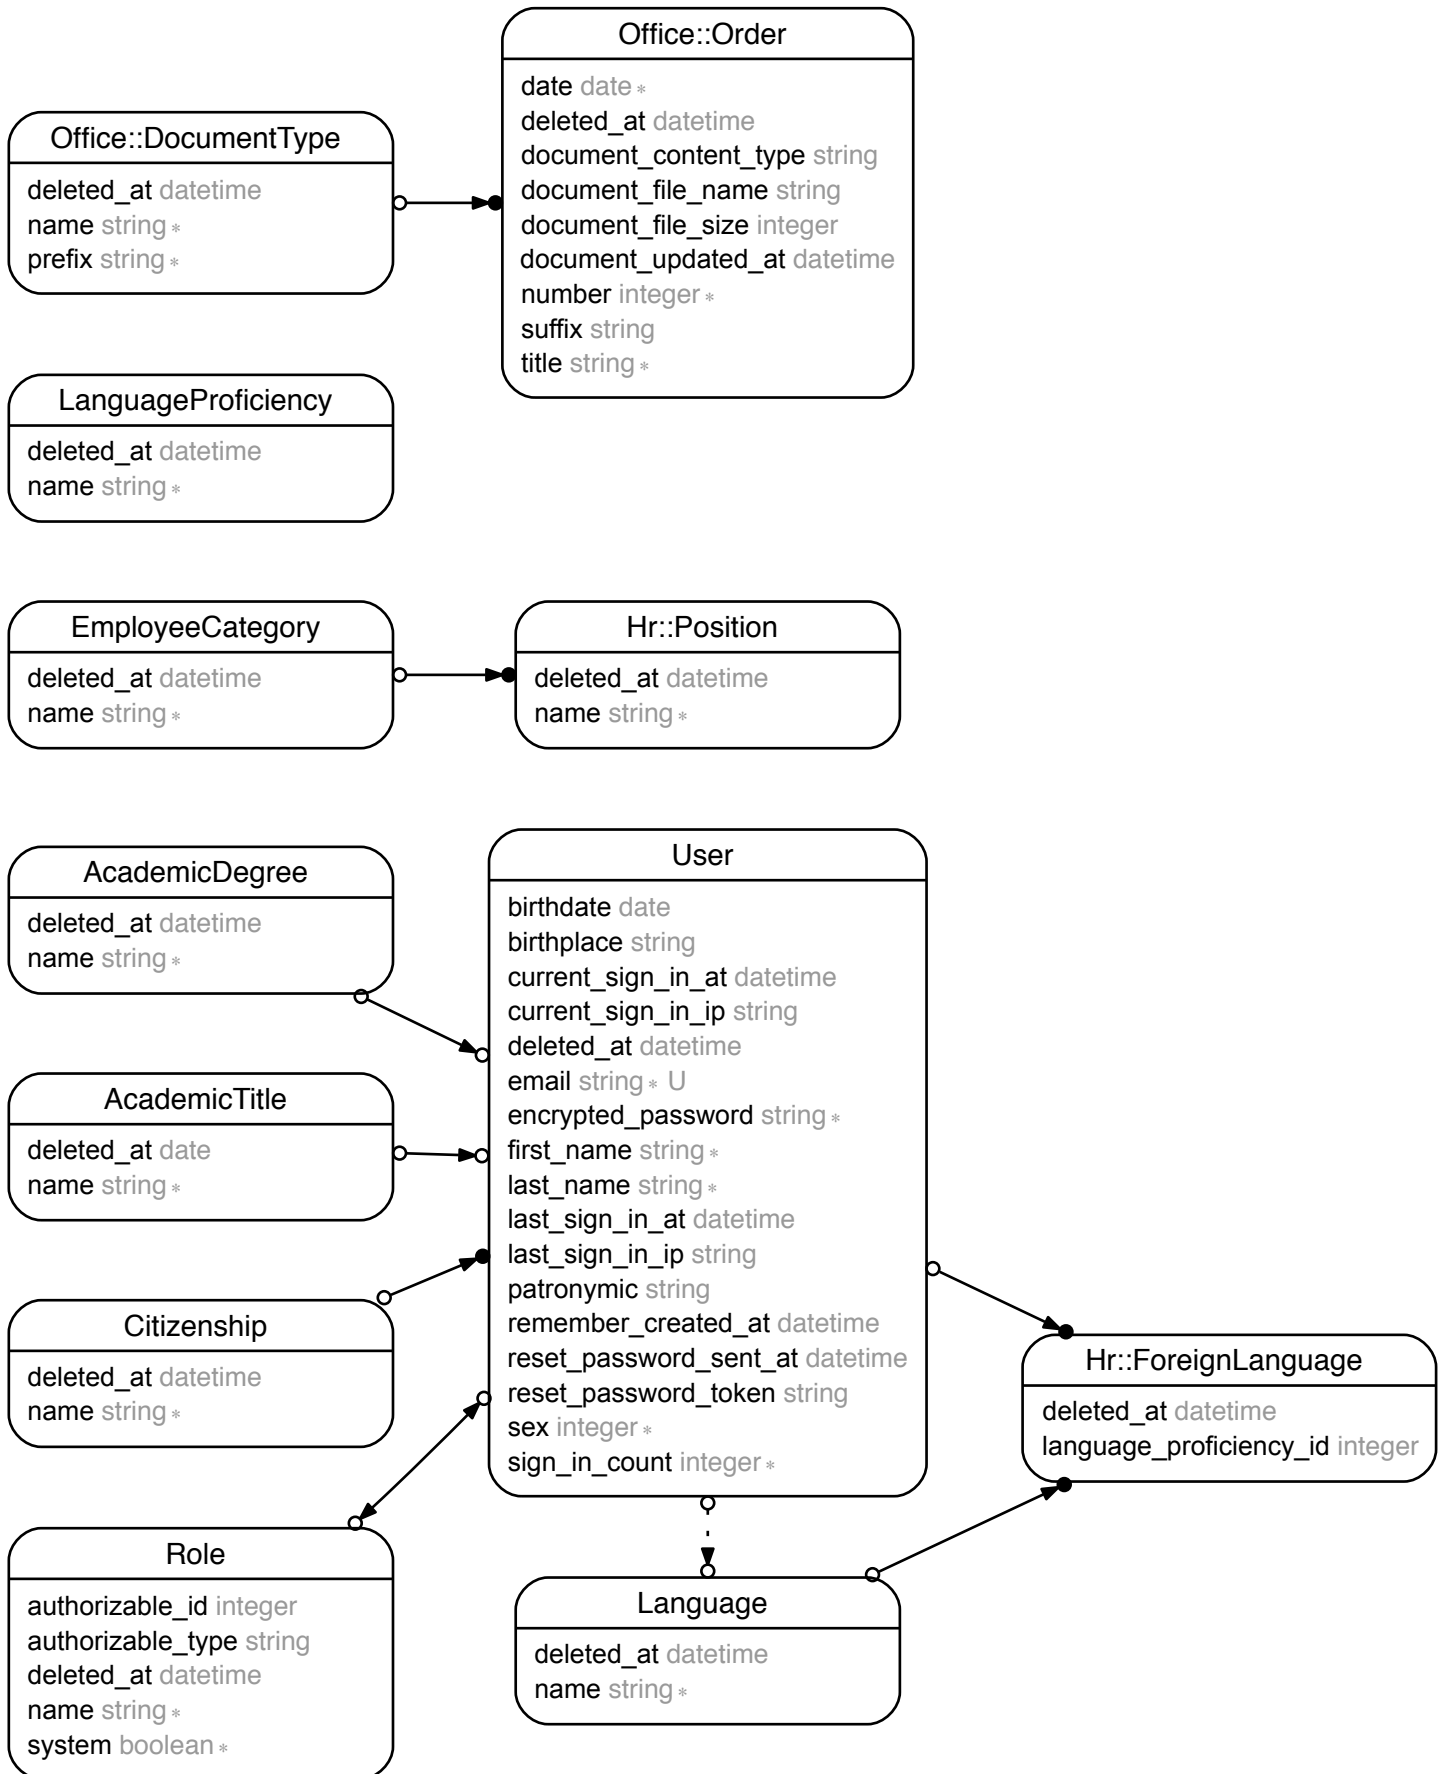 Office::Order
date date *
deleted_at datetime
document_content_type string
document_file_name string
document_file_size integer
document_updated_at datetime
number integer *
suffix string
title string *
Office::DocumentType
deleted_at datetime
name string *
prefix string *
LanguageProficiency
deleted_at datetime
name string *
EmployeeCategory
deleted_at datetime
name string *
Hr::Position
deleted_at datetime
name string *
AcademicDegree
deleted_at datetime
name string *
AcademicTitle
deleted_at date
name string *
Citizenship
deleted_at datetime
name string *
Role
authorizable_id integer
authorizable_type string
deleted_at datetime
name string *
system boolean *
User
birthdate date
birthplace string
current_sign_in_at datetime
current_sign_in_ip string
deleted_at datetime
email string * U
encrypted_password string *
first_name string *
last_name string *
last_sign_in_at datetime
last_sign_in_ip string
patronymic string
remember_created_at datetime
reset_password_sent_at datetime
reset_password_token string
sex integer *
sign_in_count integer *
Language
deleted_at datetime
name string *
Hr::ForeignLanguage
deleted_at datetime
language_proficiency_id integer